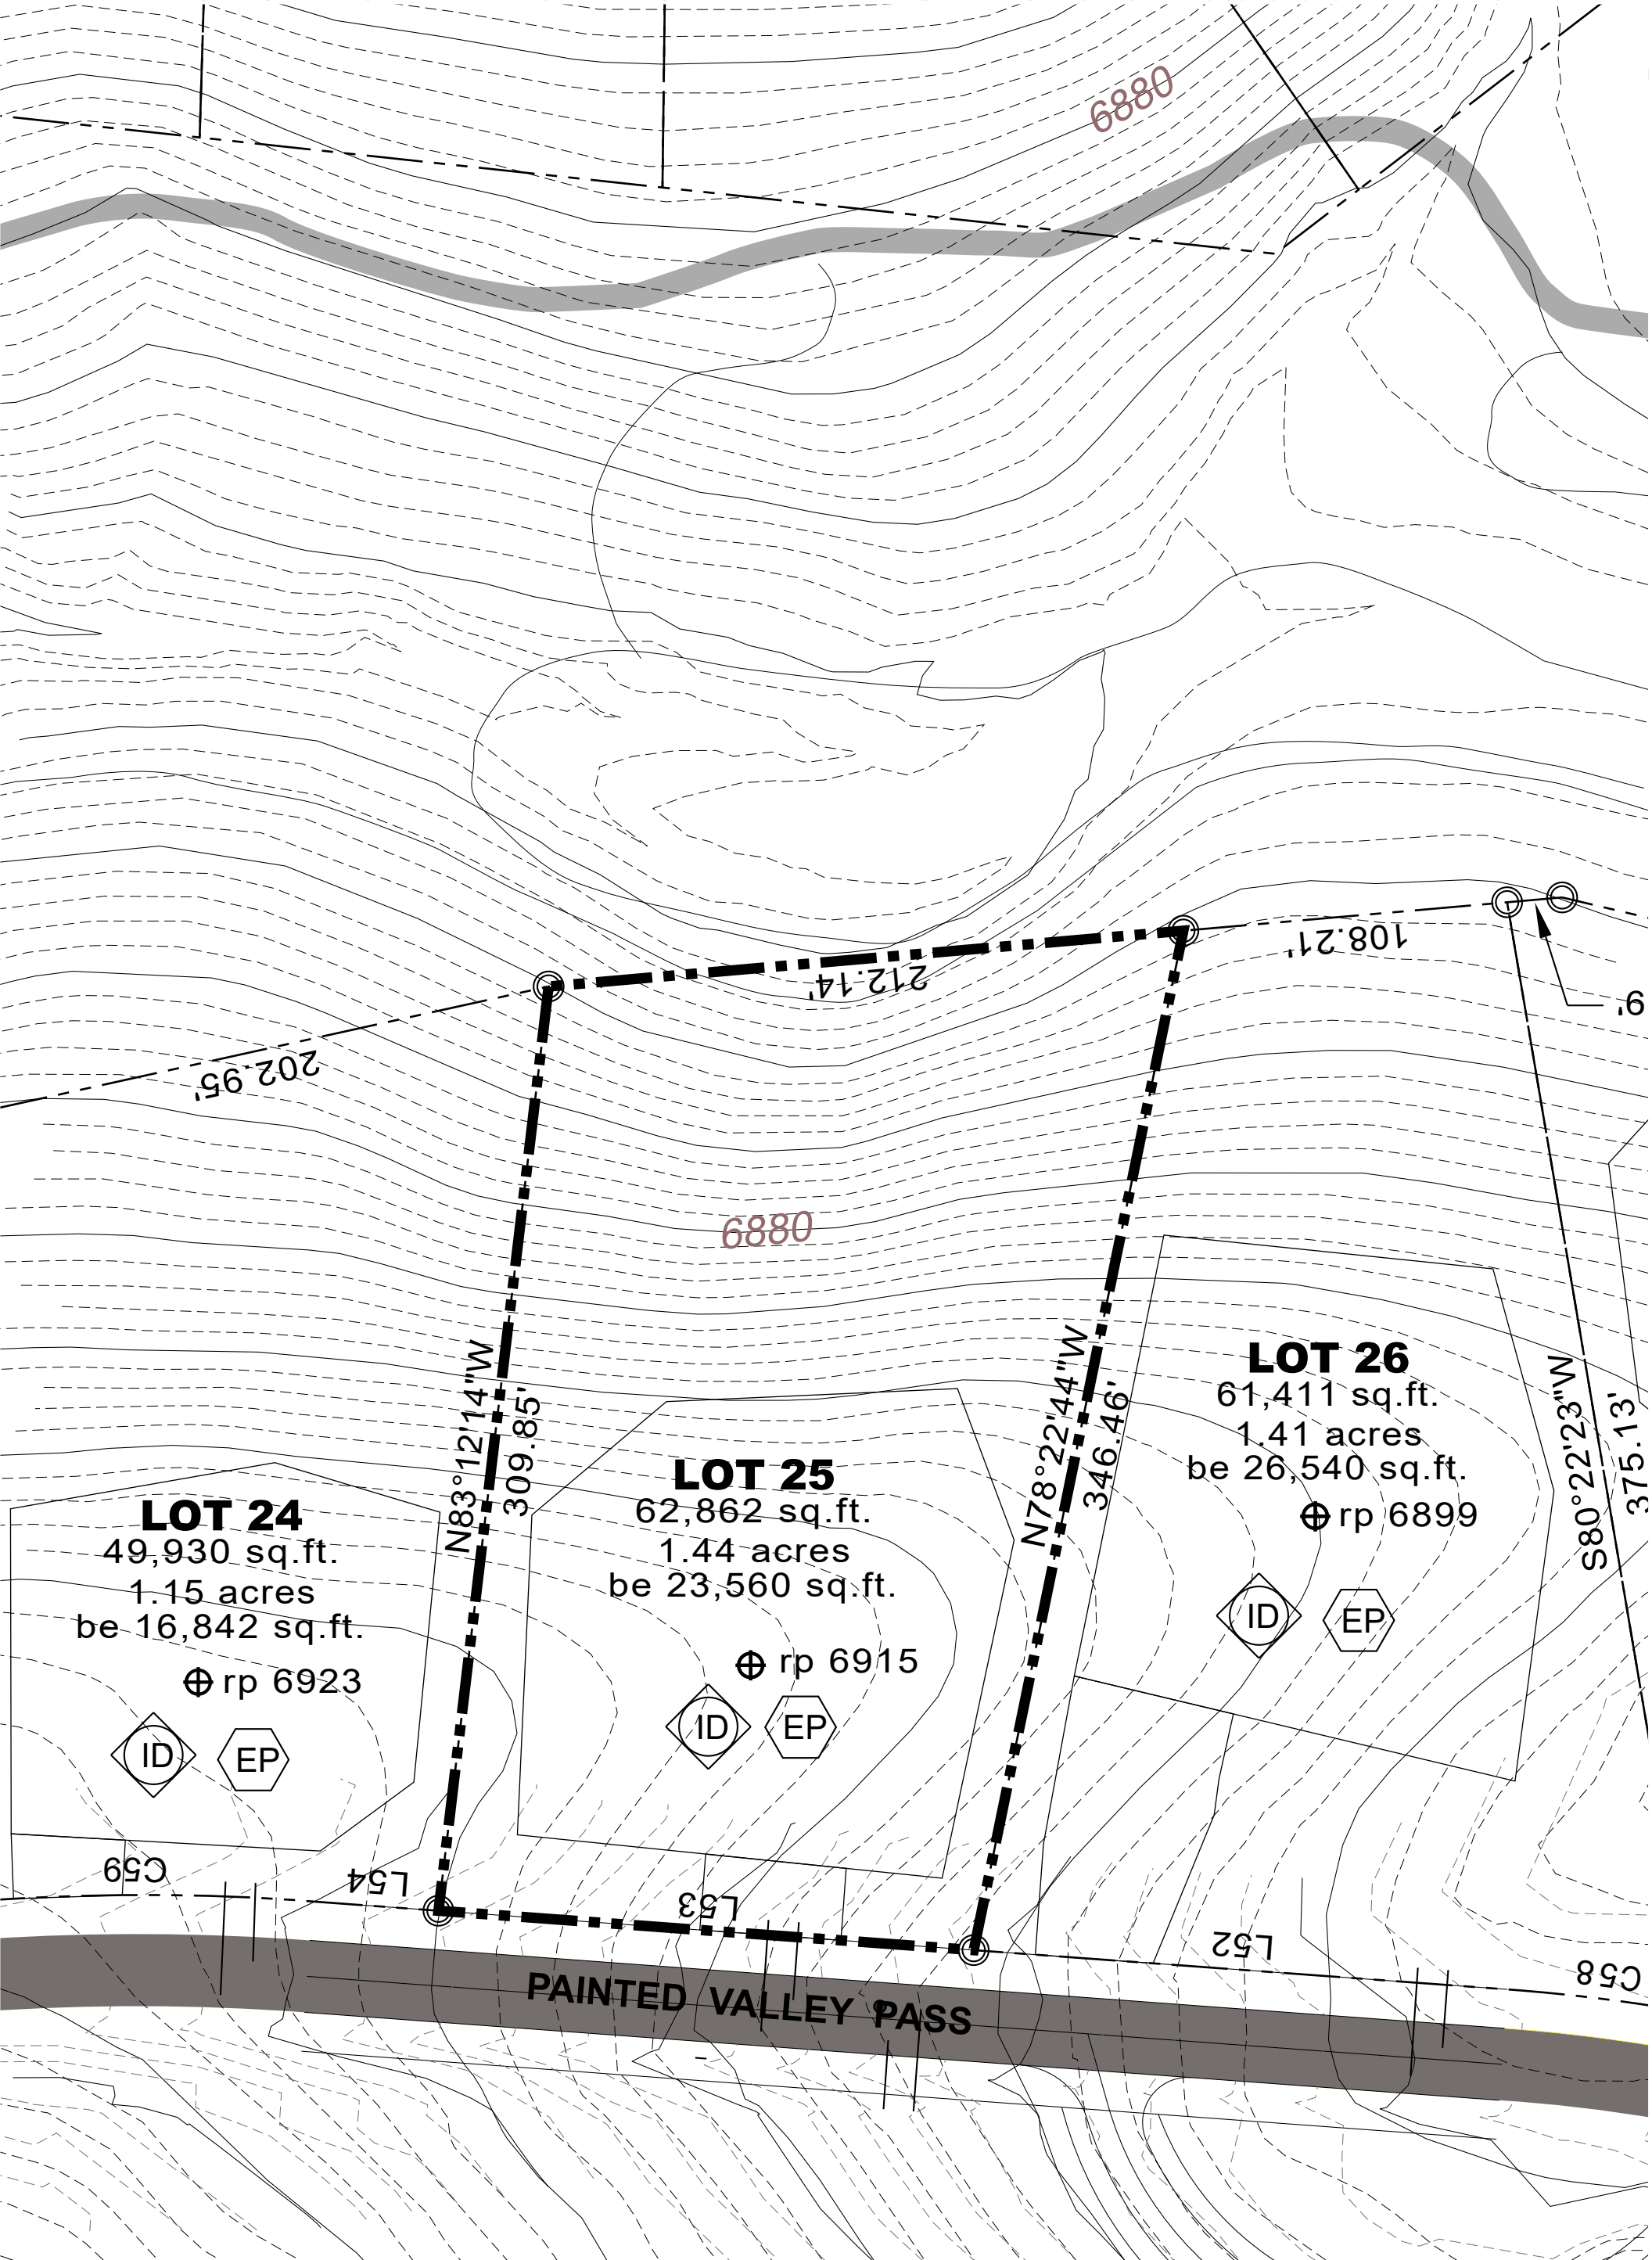 6880
108.21'
212.14'
9'
202.95'
6880
N83°12'14"W
309.85'
N78°22'44"W
346.46'
S80°22'23"W
375.13'
LOT 26
61,411 sq.ft.
1.41 acres
be 26,540 sq.ft.
rp 6899
ID
EP
LOT 25
62,862 sq.ft.
1.44 acres
be 23,560 sq.ft.
rp 6915
ID
EP
LOT 24
49,930 sq.ft.
1.15 acres
be 16,842 sq.ft.
rp 6923
ID
EP
C59
L54
L53
L52
C58
PAINTED VALLEY PASS